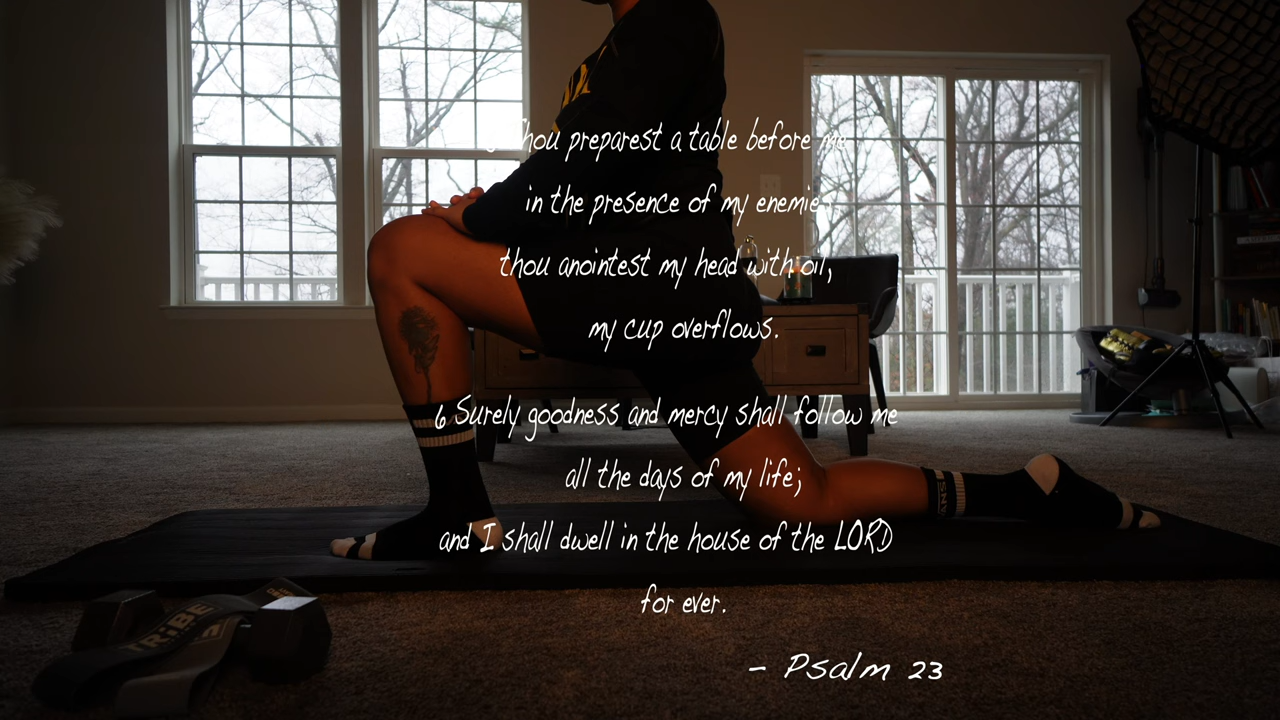 Thou preparest a table before me
in the presence of my enemies
thou anointest my head with oil,
my cup overflows.
6 Surely goodness and mercy shall follow me
all the days of my life;
and I shall dwell in the house of the LORD
for ever.
- Psalm 23
TRIBE
VANS